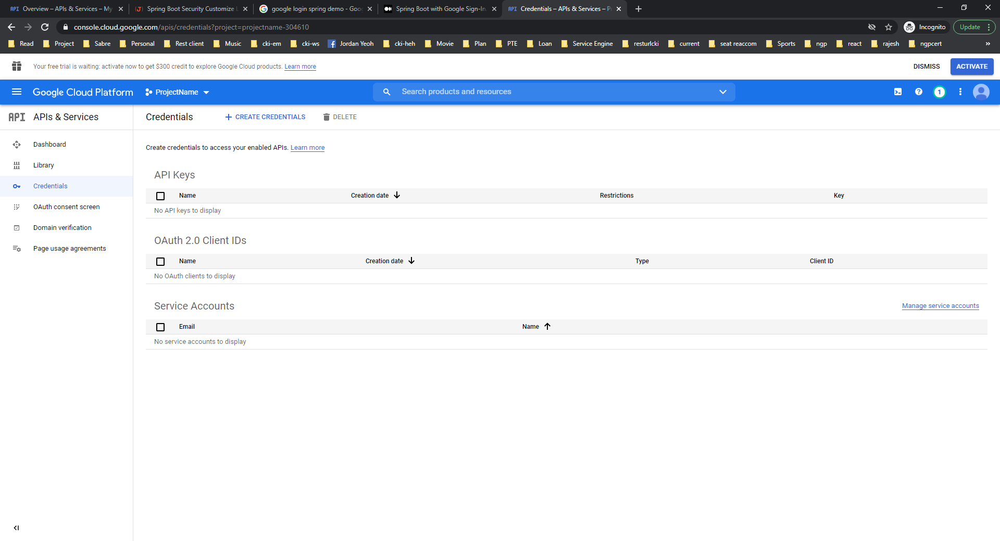 API Overview – APIs & Services – My
{J} Spring Boot Security Customize L
G google login spring demo - Goog
Spring Boot with Google Sign-In.
API Credentials – APIs & Services – P
console.cloud.google.com/apis/credentials?project=projectname-304610
Incognito
Update
Read Project Sabre Personal Rest client Music cki-em cki-ws f Jordan Yeoh cki-heh Movie Plan PTE Loan Service Engine resturlcki current seat reaccom Sports ngp react rajesh ngpcert »
Your free trial is waiting: activate now to get $300 credit to explore Google Cloud products. Learn more
DISMISS
ACTIVATE
Google Cloud Platform
ProjectName
Search products and resources
1
API APIs & Services
Dashboard
Library
Credentials
OAuth consent screen
Domain verification
Page usage agreements
Credentials
+ CREATE CREDENTIALS
DELETE
Create credentials to access your enabled APIs. Learn more
API Keys
Name Creation date Restrictions Key
No API keys to display
OAuth 2.0 Client IDs
Name Creation date Type Client ID
No OAuth clients to display
Service Accounts
Manage service accounts
Email Name
No service accounts to display